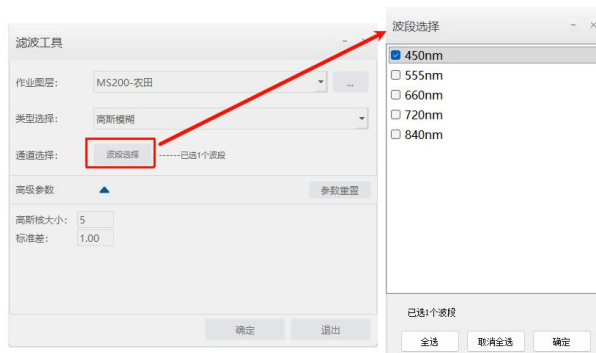 滤波工具
作业图层: MS200-农田 ...
类型选择: 高斯模糊
通道选择: 波段选择 ------已选1个波段
高级参数 参数重置
高斯核大小: 5
标准差: 1.00
确定 退出
波段选择
450nm
555nm
660nm
720nm
840nm
已选1个波段
全选 取消全选 确定